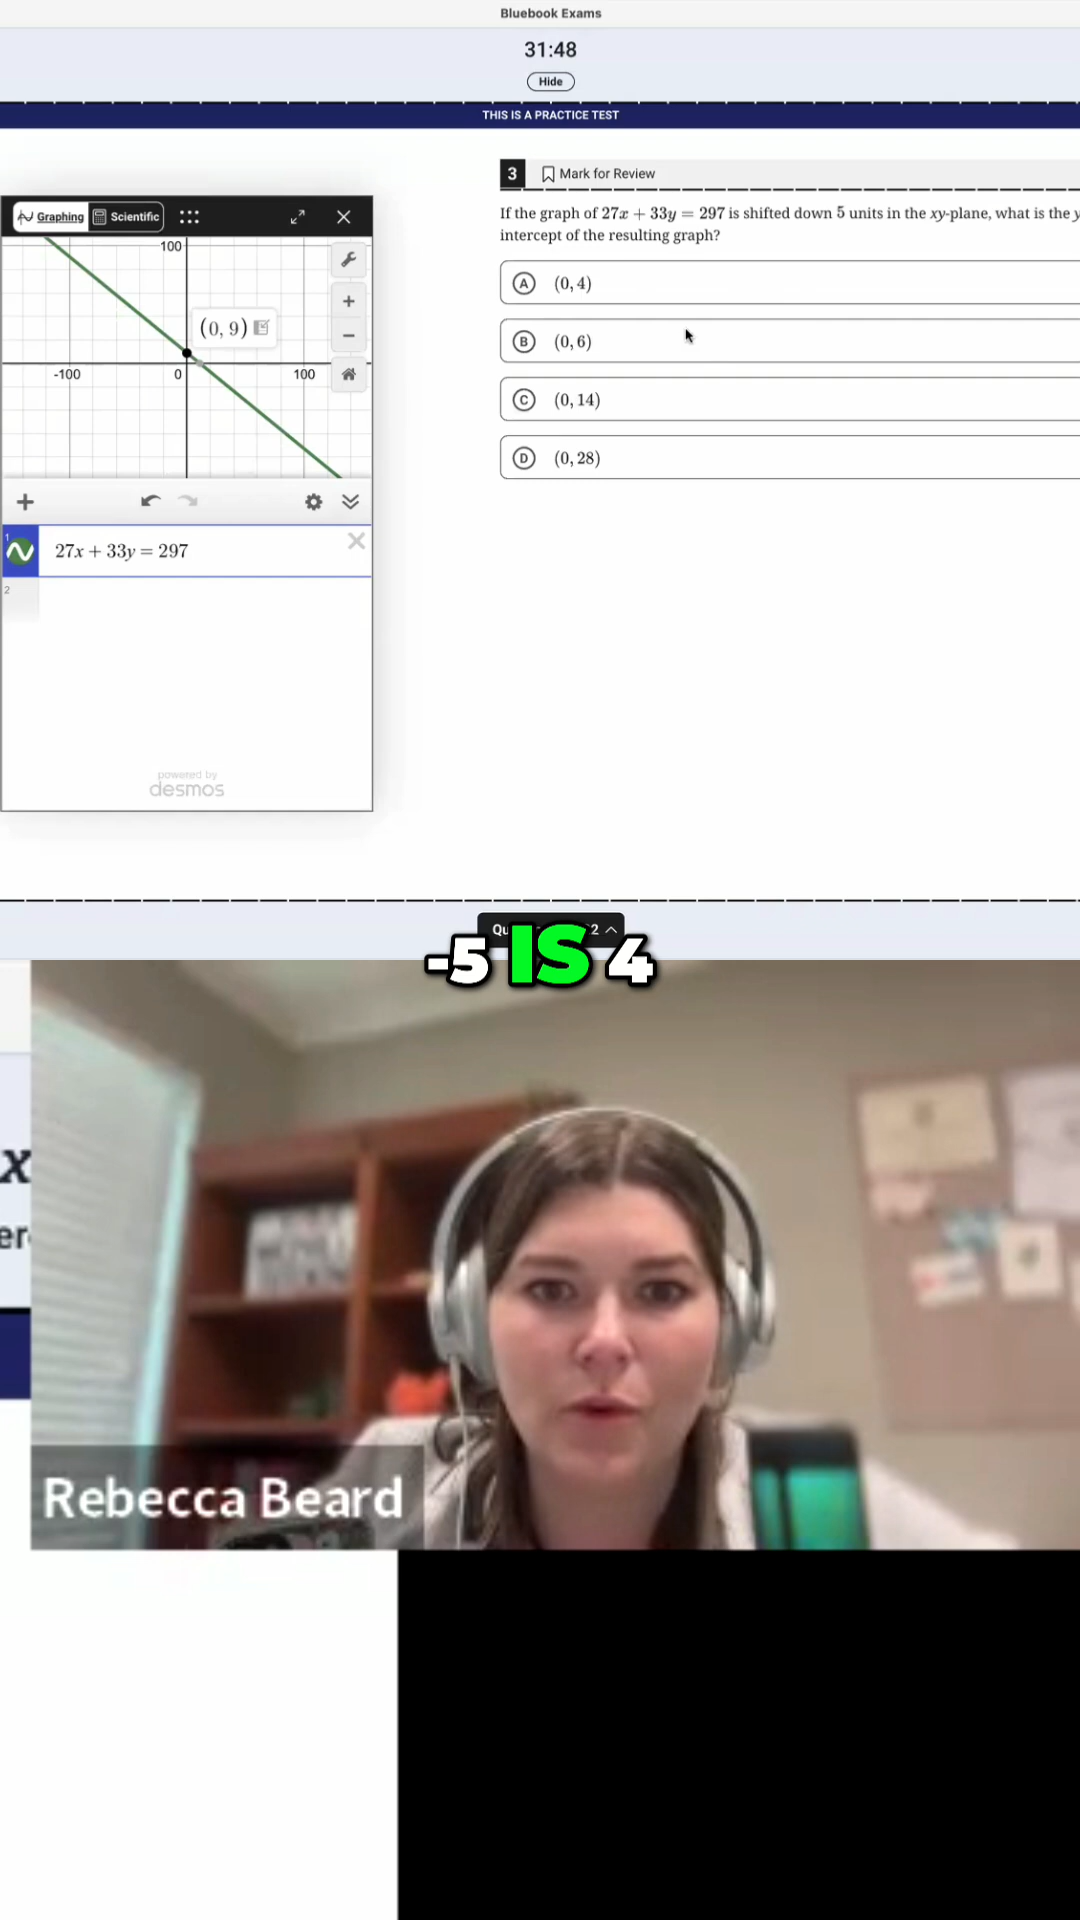 Bluebook Exams
31:48
Hide
THIS IS A PRACTICE TEST
3 Mark for Review
If the graph of 27x + 33y = 297 is shifted down 5 units in the xy-plane, what is the y
intercept of the resulting graph?
A (0, 4)
B (0, 6)
C (0, 14)
D (0, 28)
Graphing Scientific
100
(0, 9)
-100 0 100
1
27x + 33y = 297
2
powered by
desmos
Qu 2
-5 IS 4
x
er
Rebecca Beard